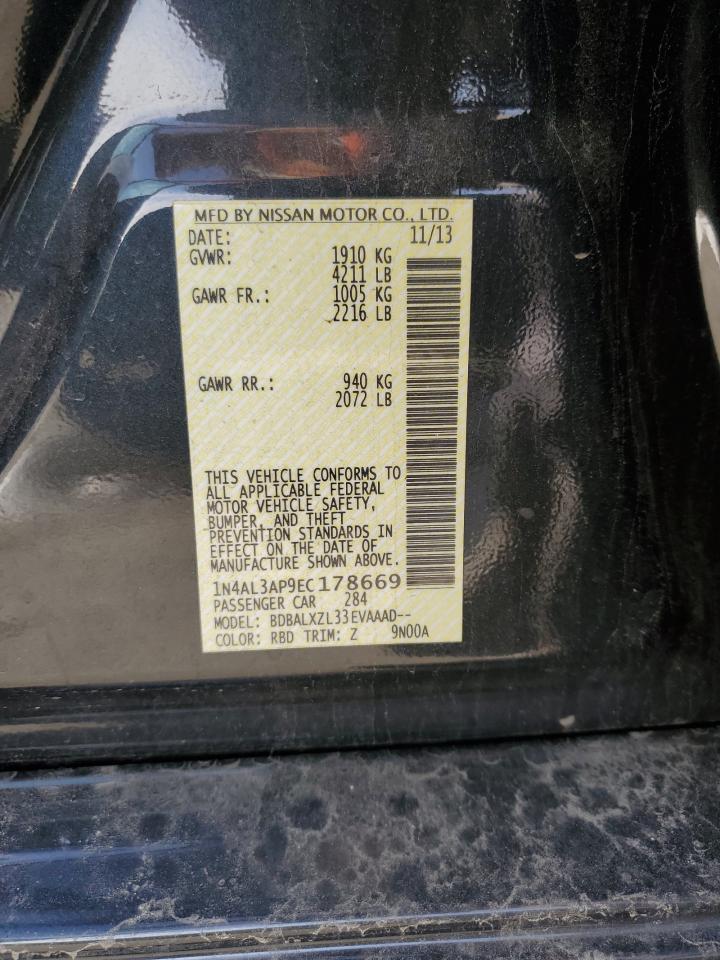 MFD BY NISSAN MOTOR CO., LTD.
DATE: 11/13
GVWR: 1910 KG
4211 LB
GAWR FR.: 1005 KG
2216 LB
GAWR RR.: 940 KG
2072 LB
THIS VEHICLE CONFORMS TO
ALL APPLICABLE FEDERAL
MOTOR VEHICLE SAFETY,
BUMPER, AND THEFT
PREVENTION STANDARDS IN
EFFECT ON THE DATE OF
MANUFACTURE SHOWN ABOVE.
1N4AL3AP9EC178669
PASSENGER CAR 284
MODEL: BDBALXZL33EVAAAD--
COLOR: RBD TRIM: Z 9N00A